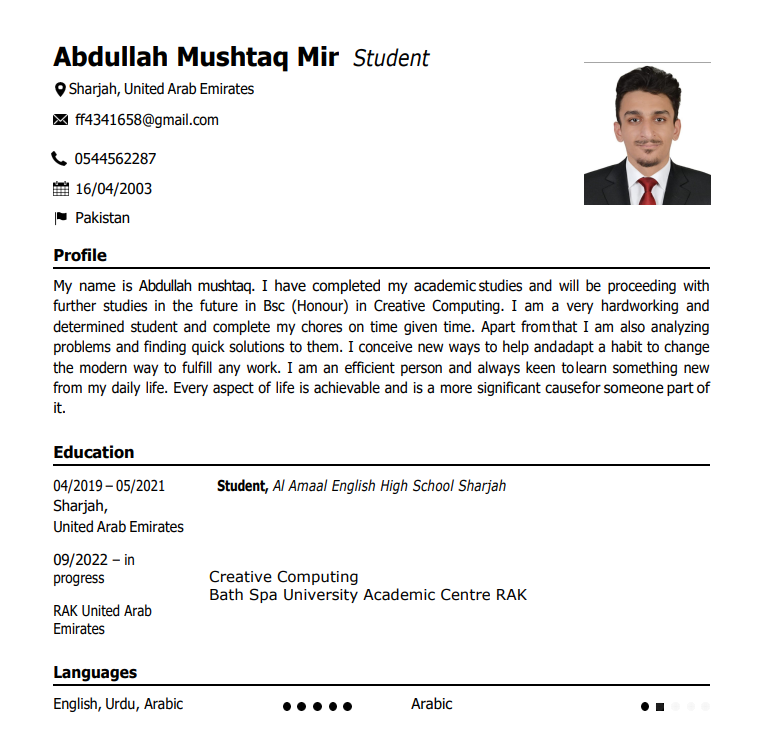 Abdullah Mushtaq Mir Student
Sharjah, United Arab Emirates
ff4341658@gmail.com
0544562287
16/04/2003
Pakistan
Profile
My name is Abdullah mushtaq. I have completed my academic studies and will be proceeding with
further studies in the future in Bsc (Honour) in Creative Computing. I am a very hardworking and
determined student and complete my chores on time given time. Apart fromthat I am also analyzing
problems and finding quick solutions to them. I conceive new ways to help andadapt a habit to change
the modern way to fulfill any work. I am an efficient person and always keen tolearn something new
from my daily life. Every aspect of life is achievable and is a more significant causefor someone part of
it.
Education
04/2019 – 05/2021 Student, Al Amaal English High School Sharjah
Sharjah,
United Arab Emirates
09/2022 – in
progress
Creative Computing
Bath Spa University Academic Centre RAK
RAK United Arab
Emirates
Languages
English, Urdu, Arabic Arabic